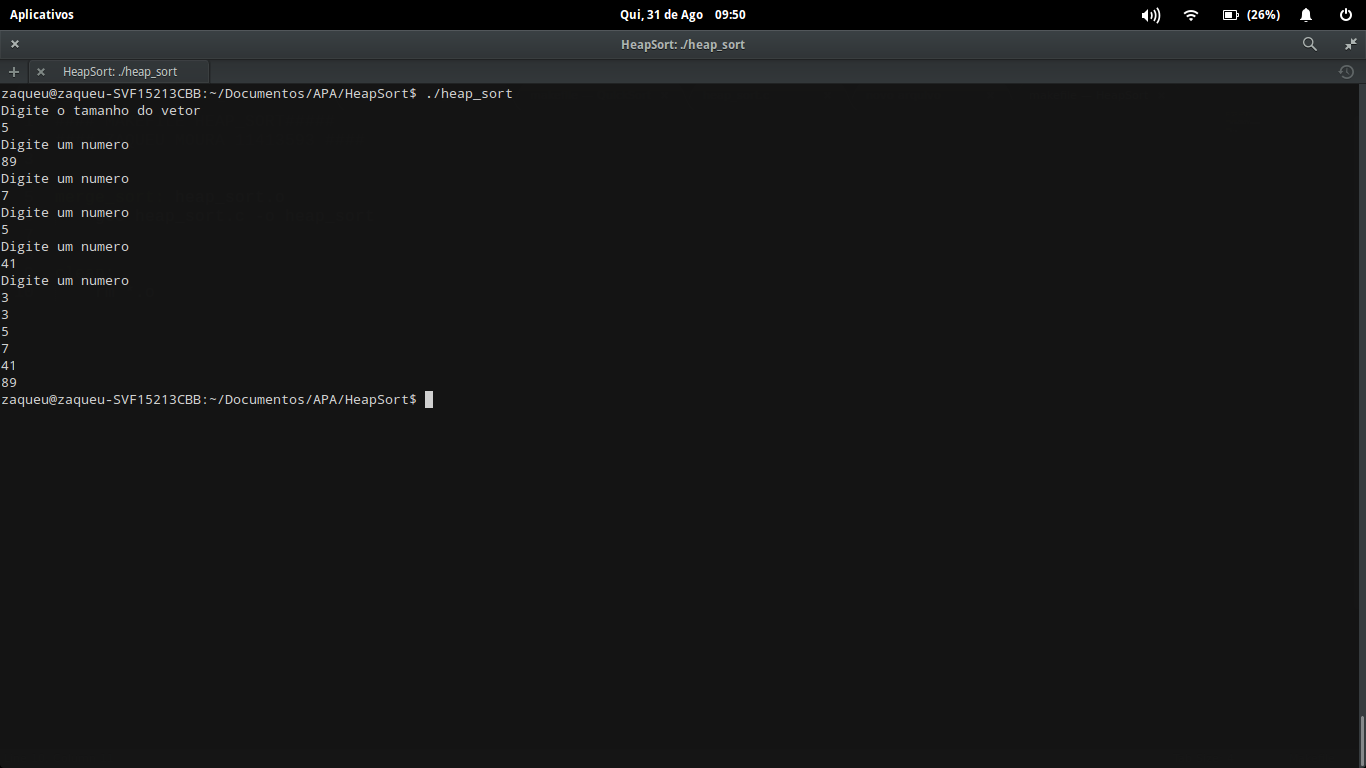 Aplicativos Qui, 31 de Ago 09:50 (26%)
HeapSort: ./heap_sort
HeapSort: ./heap_sort
zaqueu@zaqueu-SVF15213CBB:~/Documentos/APA/HeapSort$ ./heap_sort
Digite o tamanho do vetor
5
Digite um numero
89
Digite um numero
7
Digite um numero
5
Digite um numero
41
Digite um numero
3
3
5
7
41
89
zaqueu@zaqueu-SVF15213CBB:~/Documentos/APA/HeapSort$